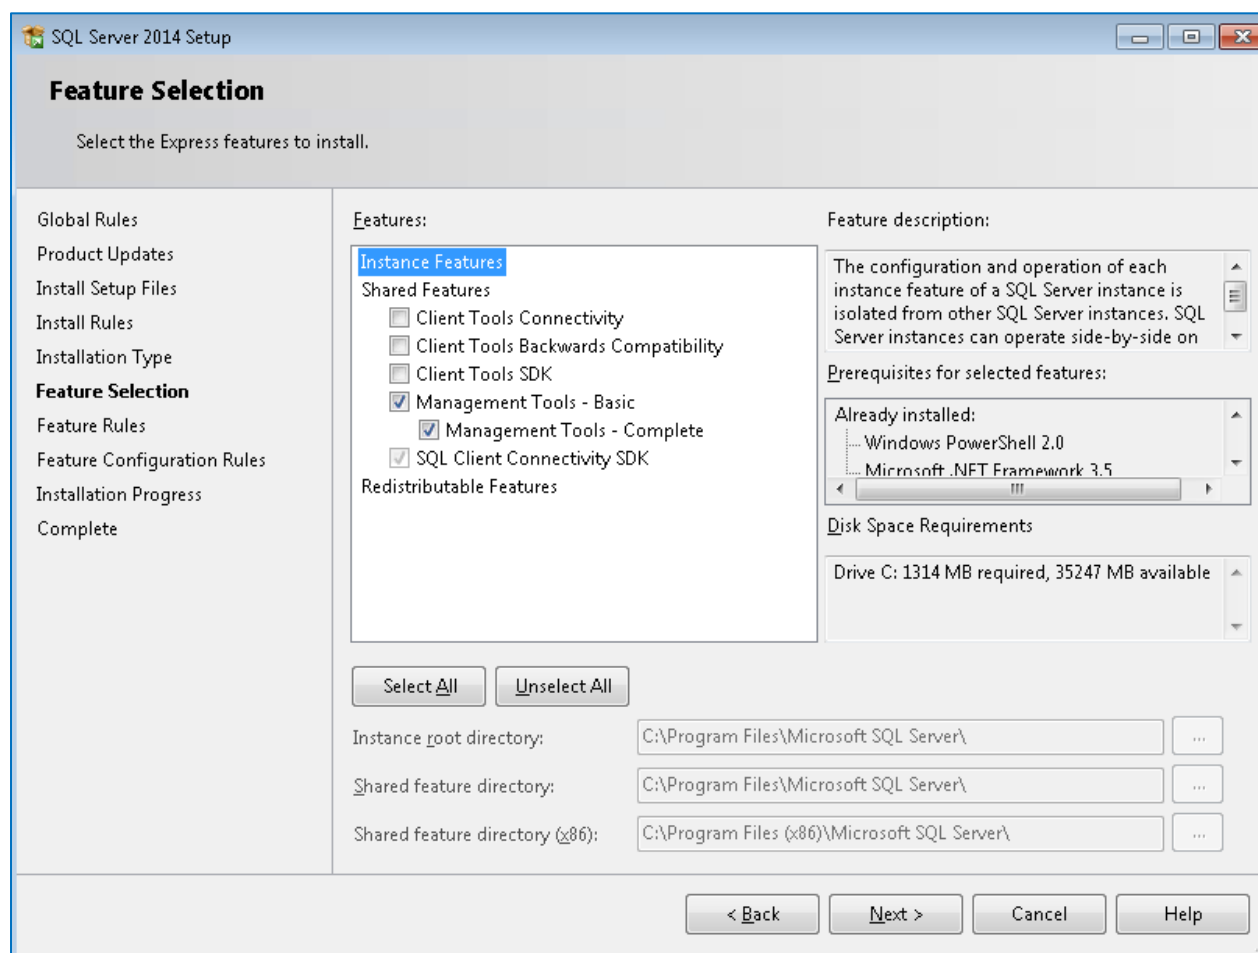 SQL Server 2014 Setup
Feature Selection
Select the Express features to install.
Global Rules
Product Updates
Install Setup Files
Install Rules
Installation Type
Feature Selection
Feature Rules
Feature Configuration Rules
Installation Progress
Complete
Features:
Instance Features
Shared Features
Client Tools Connectivity
Client Tools Backwards Compatibility
Client Tools SDK
Management Tools - Basic
Management Tools - Complete
SQL Client Connectivity SDK
Redistributable Features
Feature description:
The configuration and operation of each
instance feature of a SQL Server instance is
isolated from other SQL Server instances. SQL
Server instances can operate side-by-side on
Prerequisites for selected features:
Already installed:
Windows PowerShell 2.0
Microsoft .NET Framework 3.5
Disk Space Requirements
Drive C: 1314 MB required, 35247 MB available
Select All
Unselect All
Instance root directory:
C:\Program Files\Microsoft SQL Server\
...
Shared feature directory:
C:\Program Files\Microsoft SQL Server\
...
Shared feature directory (x86):
C:\Program Files (x86)\Microsoft SQL Server\
...
< Back
Next >
Cancel
Help